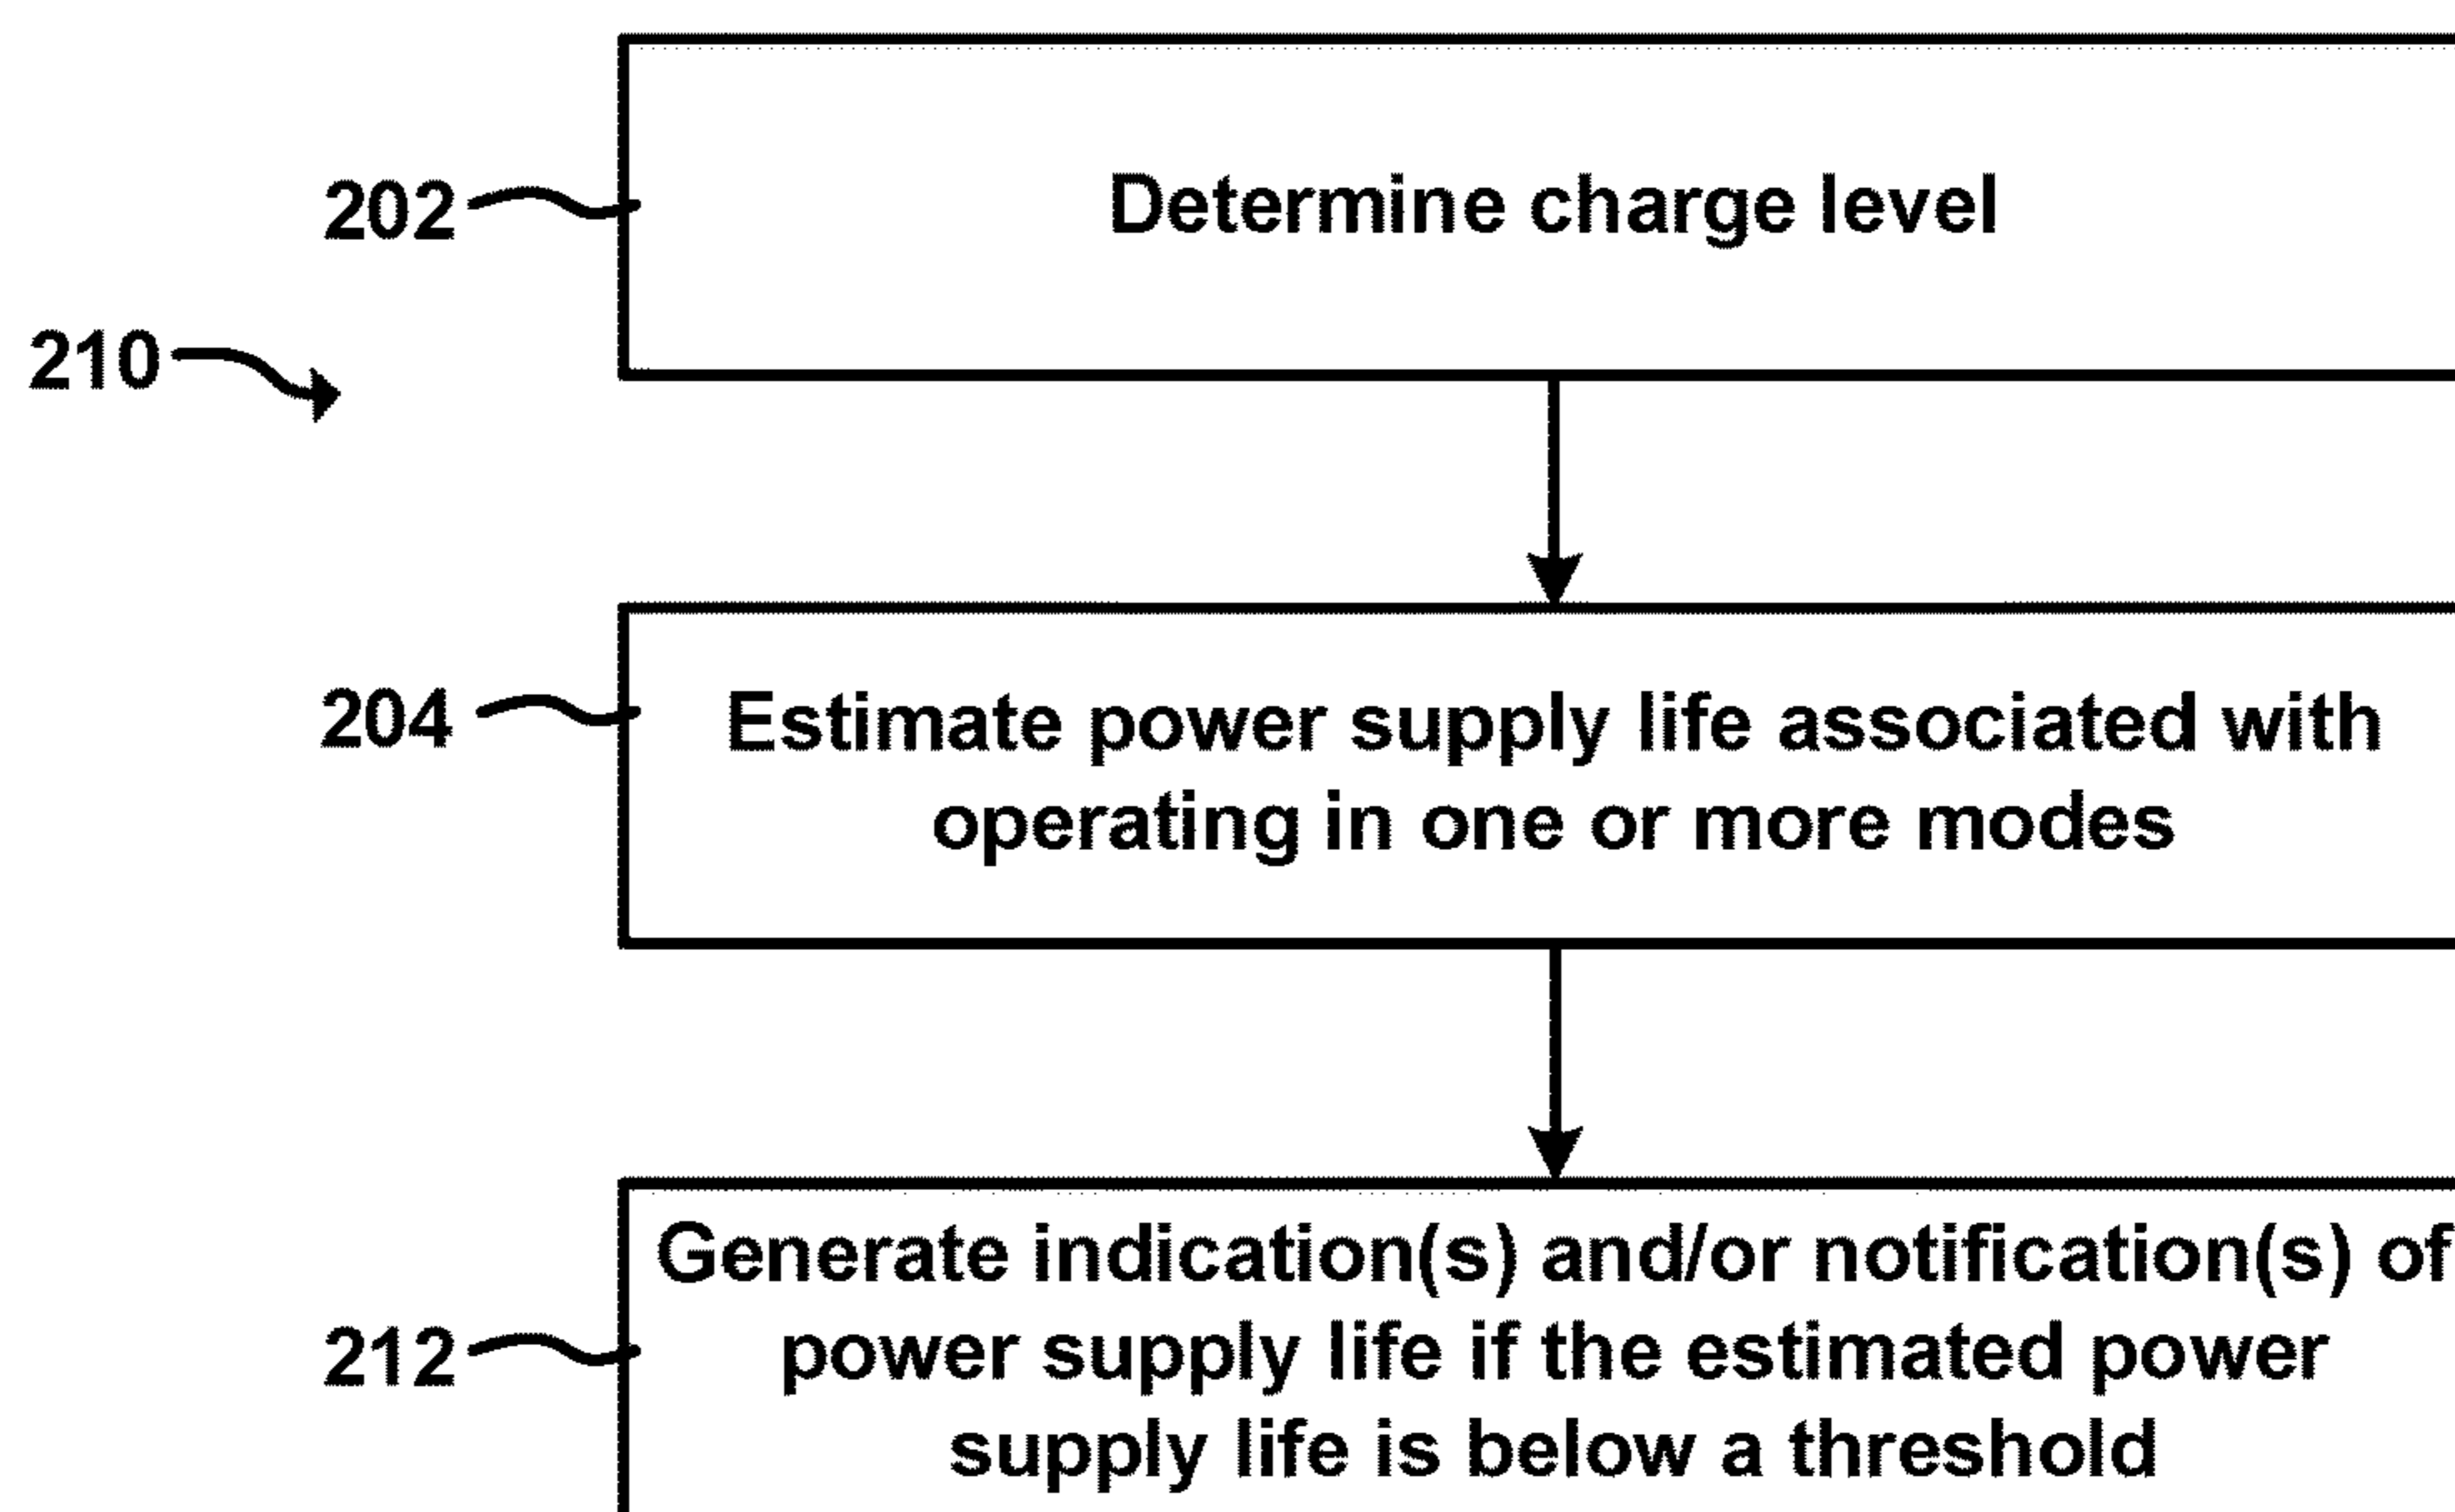 202
Determine charge level
210
204
Estimate power supply life associated with
operating in one or more modes
Generate indication(s) and/or notification(s) of
212
power supply life if the estimated power
supply life is below a threshold